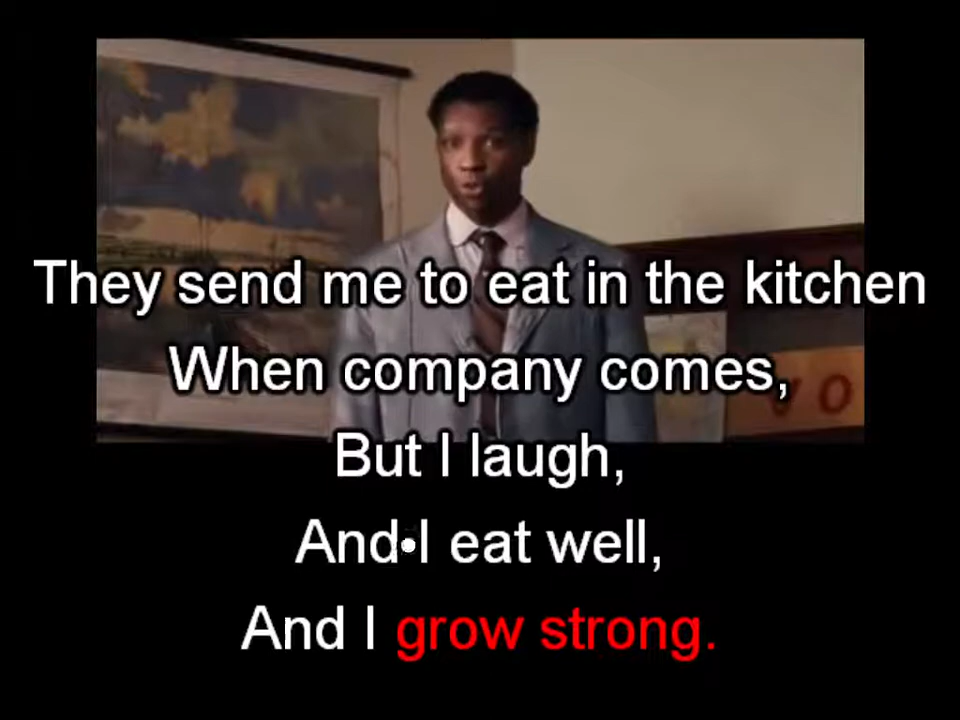 They send me to eat in the kitchen
When company comes,
But I laugh,
And I eat well,
And I grow strong.
VO